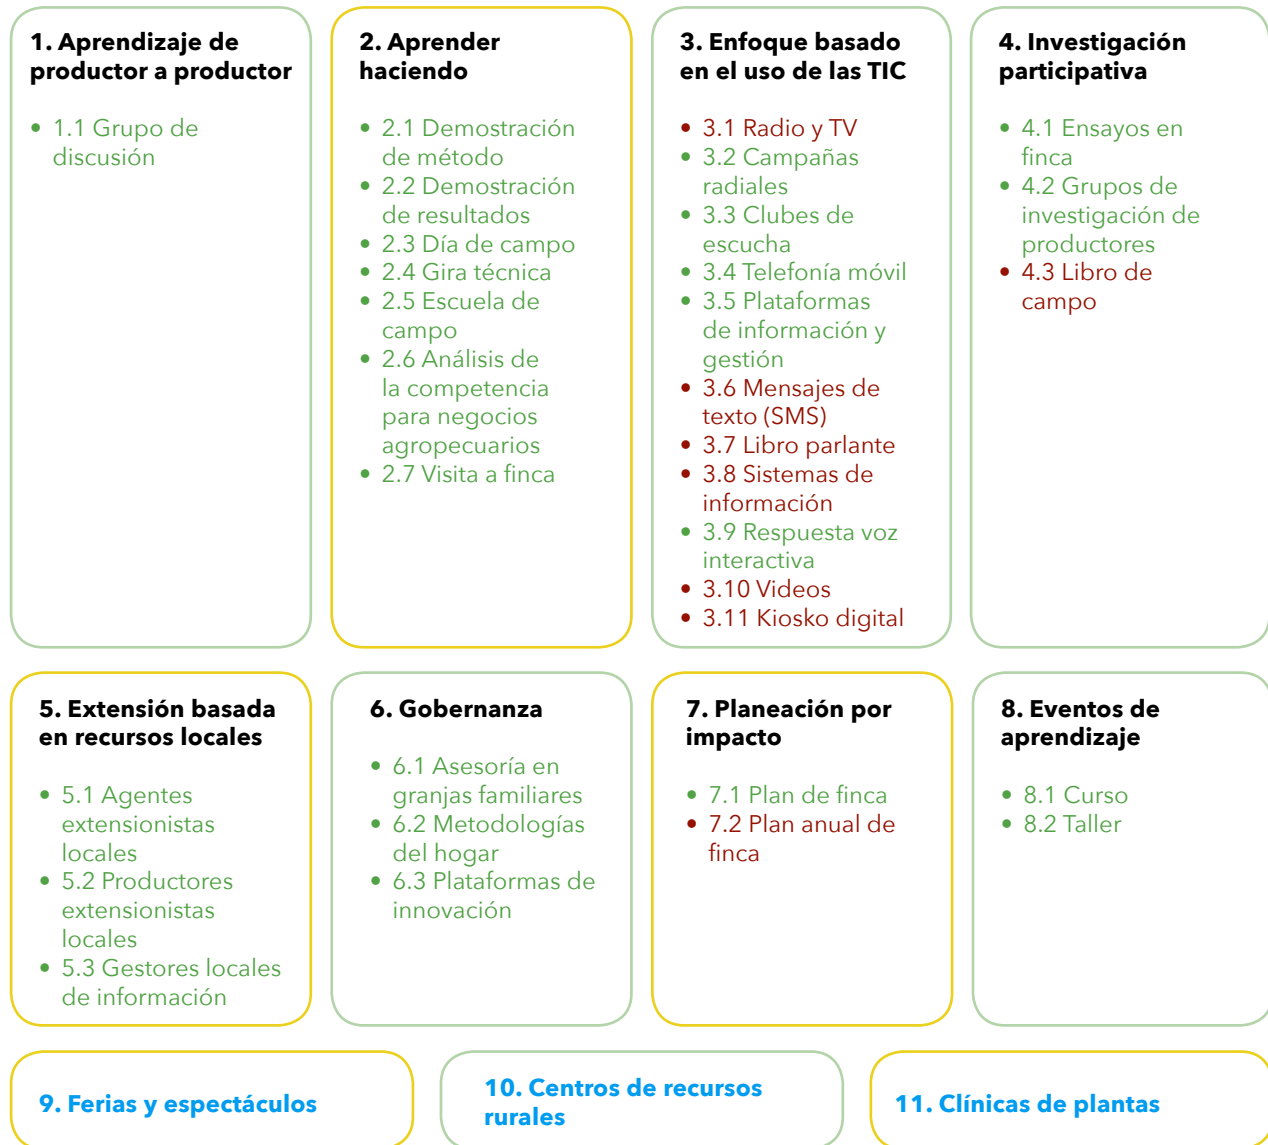 1. Aprendizaje de
productor a productor
• 1.1 Grupo de
discusión
2. Aprender
haciendo
• 2.1 Demostración
de método
• 2.2 Demostración
de resultados
• 2.3 Día de campo
• 2.4 Gira técnica
• 2.5 Escuela de
campo
• 2.6 Análisis de
la competencia
para negocios
agropecuarios
• 2.7 Visita a finca
3. Enfoque basado
en el uso de las TIC
• 3.1 Radio y TV
• 3.2 Campañas
radiales
• 3.3 Clubes de
escucha
• 3.4 Telefonía móvil
• 3.5 Plataformas
de información y
gestión
• 3.6 Mensajes de
texto (SMS)
• 3.7 Libro parlante
• 3.8 Sistemas de
información
• 3.9 Respuesta voz
interactiva
• 3.10 Videos
• 3.11 Kiosko digital
4. Investigación
participativa
• 4.1 Ensayos en
finca
• 4.2 Grupos de
investigación de
productores
• 4.3 Libro de
campo
5. Extensión basada
en recursos locales
• 5.1 Agentes
extensionistas
locales
• 5.2 Productores
extensionistas
locales
• 5.3 Gestores locales
de información
6. Gobernanza
• 6.1 Asesoría en
granjas familiares
• 6.2 Metodologías
del hogar
• 6.3 Plataformas de
innovación
7. Planeación por
impacto
• 7.1 Plan de finca
• 7.2 Plan anual de
finca
8. Eventos de
aprendizaje
• 8.1 Curso
• 8.2 Taller
9. Ferias y espectáculos
10. Centros de recursos
rurales
11. Clínicas de plantas